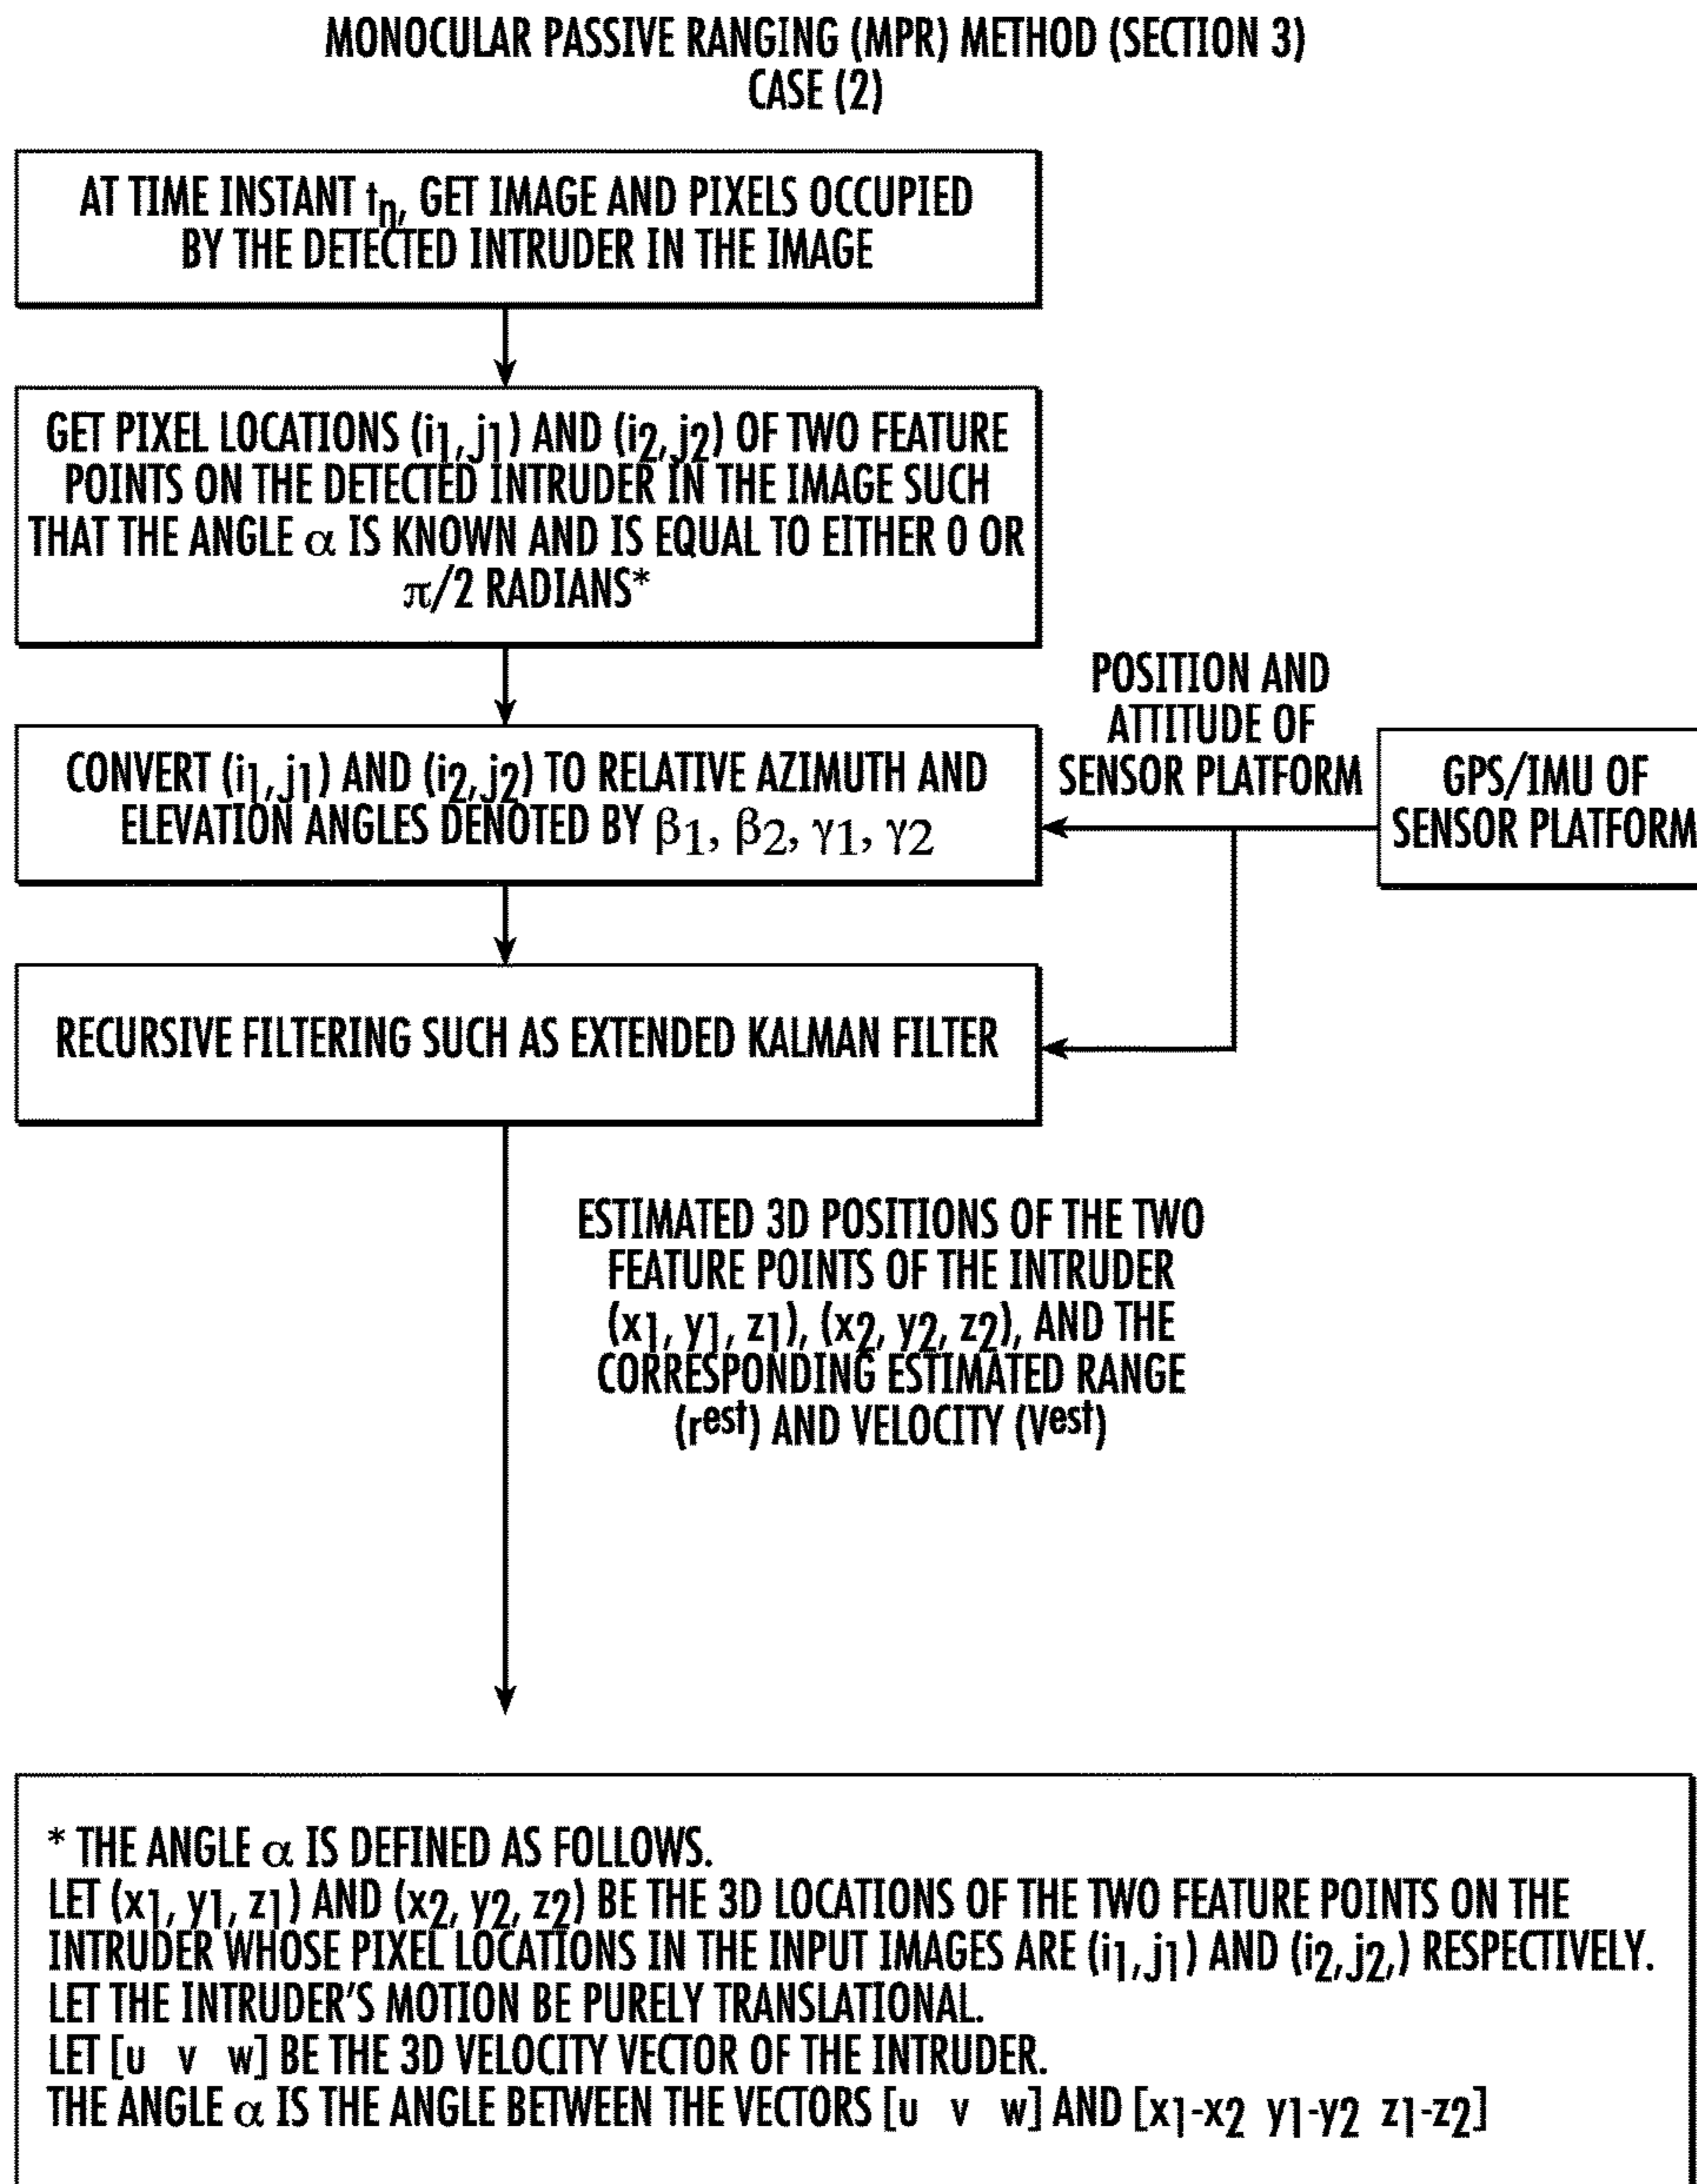 MONOCULAR PASSIVE RANGING (MPR) METHOD (SECTION 3)
CASE (2)
AT TIME INSTANT tn, GET IMAGE AND PIXELS OCCUPIED
BY THE DETECTED INTRUDER IN THE IMAGE
GET PIXEL LOCATIONS (i1,j1) AND (i2,j2) OF TWO FEATURE
POINTS ON THE DETECTED INTRUDER IN THE IMAGE SUCH
THAT THE ANGLE α IS KNOWN AND IS EQUAL TO EITHER 0 OR
π/2 RADIANS*
POSITION AND
ATTITUDE OF
SENSOR PLATFORM
CONVERT (i1,j1) AND (i2,j2) TO RELATIVE AZIMUTH AND
ELEVATION ANGLES DENOTED BY β1, β2, γ1, γ2
GPS/IMU OF
SENSOR PLATFORM
RECURSIVE FILTERING SUCH AS EXTENDED KALMAN FILTER
ESTIMATED 3D POSITIONS OF THE TWO
FEATURE POINTS OF THE INTRUDER
(x1, y1, z1), (x2, y2, z2), AND THE
CORRESPONDING ESTIMATED RANGE
(rest) AND VELOCITY (Vest)
* THE ANGLE α IS DEFINED AS FOLLOWS.
LET (x1, y1, z1) AND (x2, y2, z2) BE THE 3D LOCATIONS OF THE TWO FEATURE POINTS ON THE
INTRUDER WHOSE PIXEL LOCATIONS IN THE INPUT IMAGES ARE (i1,j1) AND (i2,j2,) RESPECTIVELY.
LET THE INTRUDER'S MOTION BE PURELY TRANSLATIONAL.
LET [u v w] BE THE 3D VELOCITY VECTOR OF THE INTRUDER.
THE ANGLE α IS THE ANGLE BETWEEN THE VECTORS [u v w] AND [x1-x2 y1-y2 z1-z2]